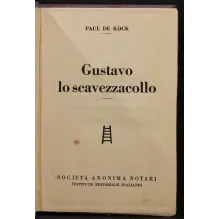 PAUL DE KOCK
Gustavo
lo scavezzacollo
SOCIETÀ ANONIMA NOTARI
(ISTITUTO EDITORIALE ITALIANO)